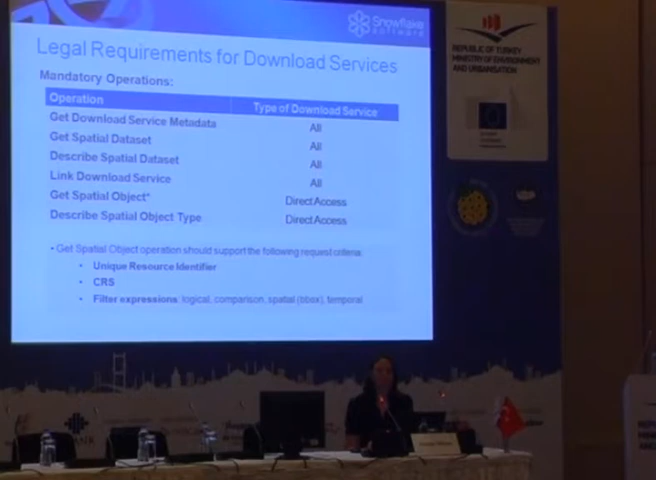 Snowflake
software
Legal Requirements for Download Services
Mandatory Operations:
Operation Type of Download Service
Get Download Service Metadata All
Get Spatial Dataset All
Describe Spatial Dataset All
Link Download Service All
Get Spatial Object* Direct Access
Describe Spatial Object Type Direct Access
• Get Spatial Object operation should support the following request criteria:
• Unique Resource Identifier
• CRS
• Filter expressions: logical, comparison, spatial (bbox), temporal
REPUBLIC OF TURKEY
MINISTRY OF ENVIRONMENT
AND URBANISATION